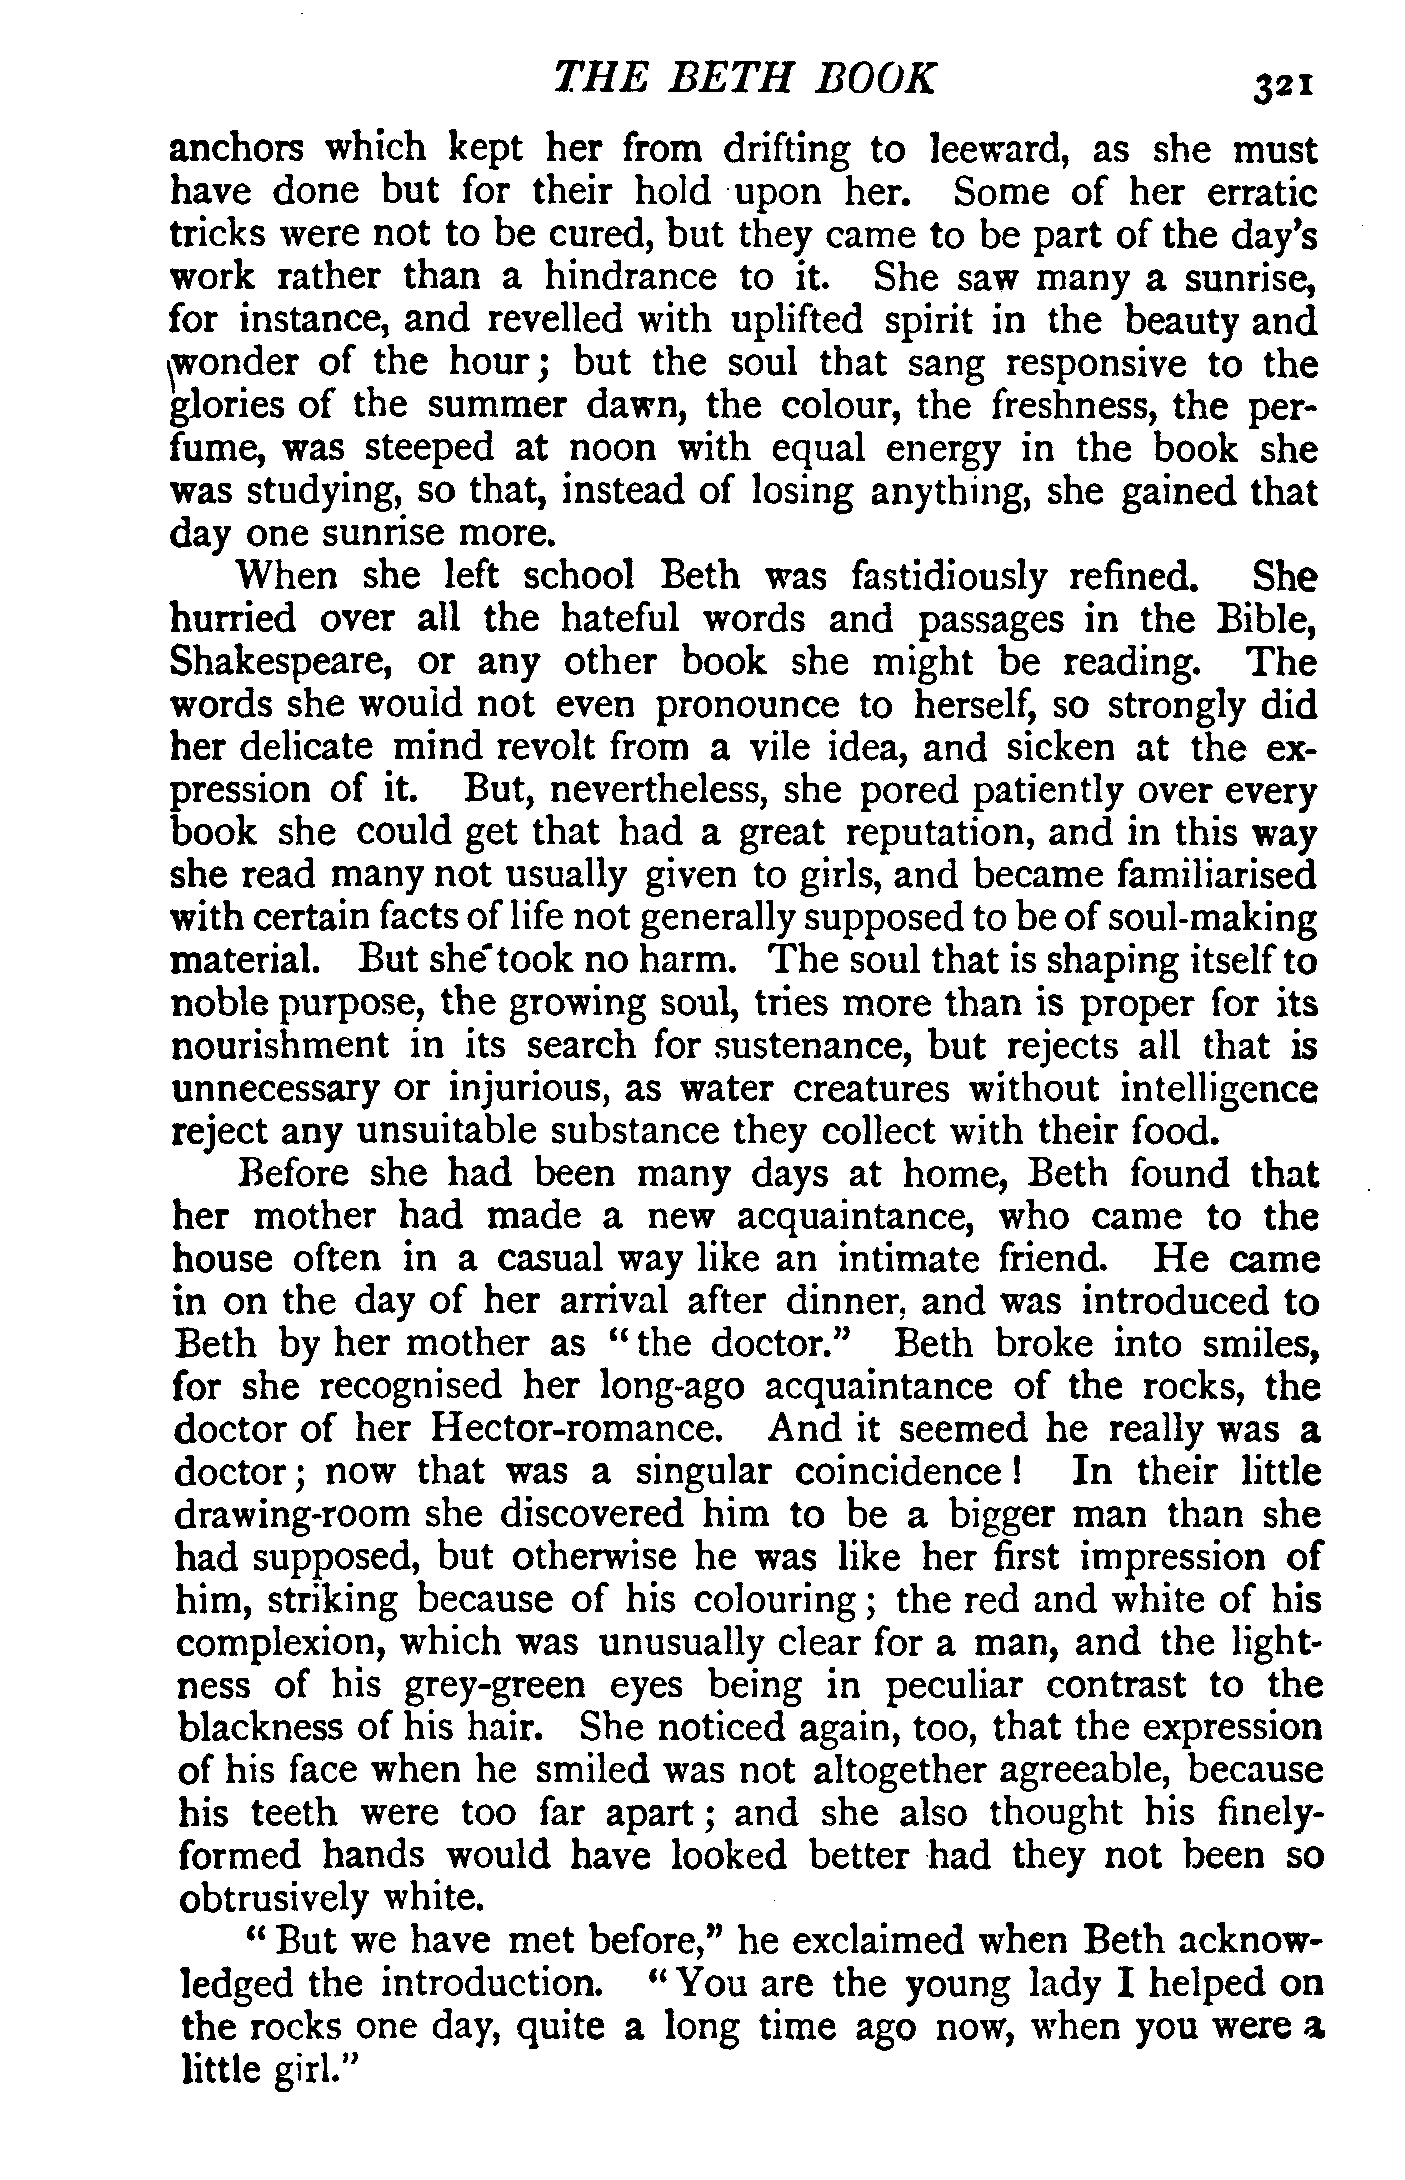 THE BETH BOOK 321
anchors which kept her from drifting to leeward, as she must
have done but for their hold upon her. Some of her erratic
tricks were not to be cured, but they came to be part of the day's
work rather than a hindrance to it. She saw many a sunrise,
for instance, and revelled with uplifted spirit in the beauty and
wonder of the hour; but the soul that sang responsive to the
glories of the summer dawn, the colour, the freshness, the per-
fume, was steeped at noon with equal energy in the book she
was studying, so that, instead of losing anything, she gained that
day one sunrise more.
When she left school Beth was fastidiously refined. She
hurried over all the hateful words and passages in the Bible,
Shakespeare, or any other book she might be reading. The
words she would not even pronounce to herself, so strongly did
her delicate mind revolt from a vile idea, and sicken at the ex-
pression of it. But, nevertheless, she pored patiently over every
book she could get that had a great reputation, and in this way
she read many not usually given to girls, and became familiarised
with certain facts of life not generally supposed to be of soul-making
material. But she took no harm. The soul that is shaping itself to
noble purpose, the growing soul, tries more than is proper for its
nourishment in its search for sustenance, but rejects all that is
unnecessary or injurious, as water creatures without intelligence
reject any unsuitable substance they collect with their food.
Before she had been many days at home, Beth found that
her mother had made a new acquaintance, who came to the
house often in a casual way like an intimate friend. He came
in on the day of her arrival after dinner, and was introduced to
Beth by her mother as "the doctor." Beth broke into smiles,
for she recognised her long-ago acquaintance of the rocks, the
doctor of her Hector-romance. And it seemed he really was a
doctor; now that was a singular coincidence! In their little
drawing-room she discovered him to be a bigger man than she
had supposed, but otherwise he was like her first impression of
him, striking because of his colouring; the red and white of his
complexion, which was unusually clear for a man, and the light-
ness of his grey-green eyes being in peculiar contrast to the
blackness of his hair. She noticed again, too, that the expression
of his face when he smiled was not altogether agreeable, because
his teeth were too far apart; and she also thought his finely-
formed hands would have looked better had they not been so
obtrusively white.
"But we have met before," he exclaimed when Beth acknow-
ledged the introduction. "You are the young lady I helped on
the rocks one day, quite a long time ago now, when you were a
little girl."